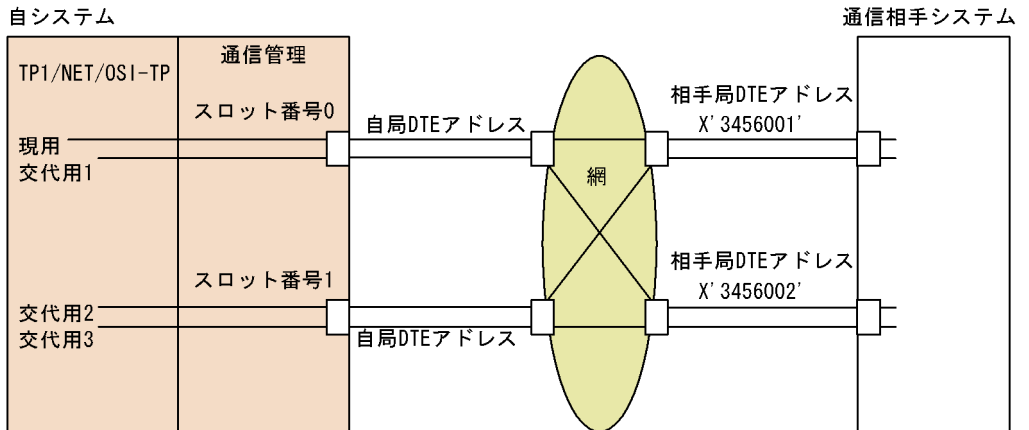 自システム
通信相手システム
TP1/NET/OSI-TP
通信管理
スロット番号0
現用
交代用1
自局DTEアドレス
相手局DTEアドレス
X'3456001'
網
スロット番号1
交代用2
交代用3
自局DTEアドレス
相手局DTEアドレス
X'3456002'